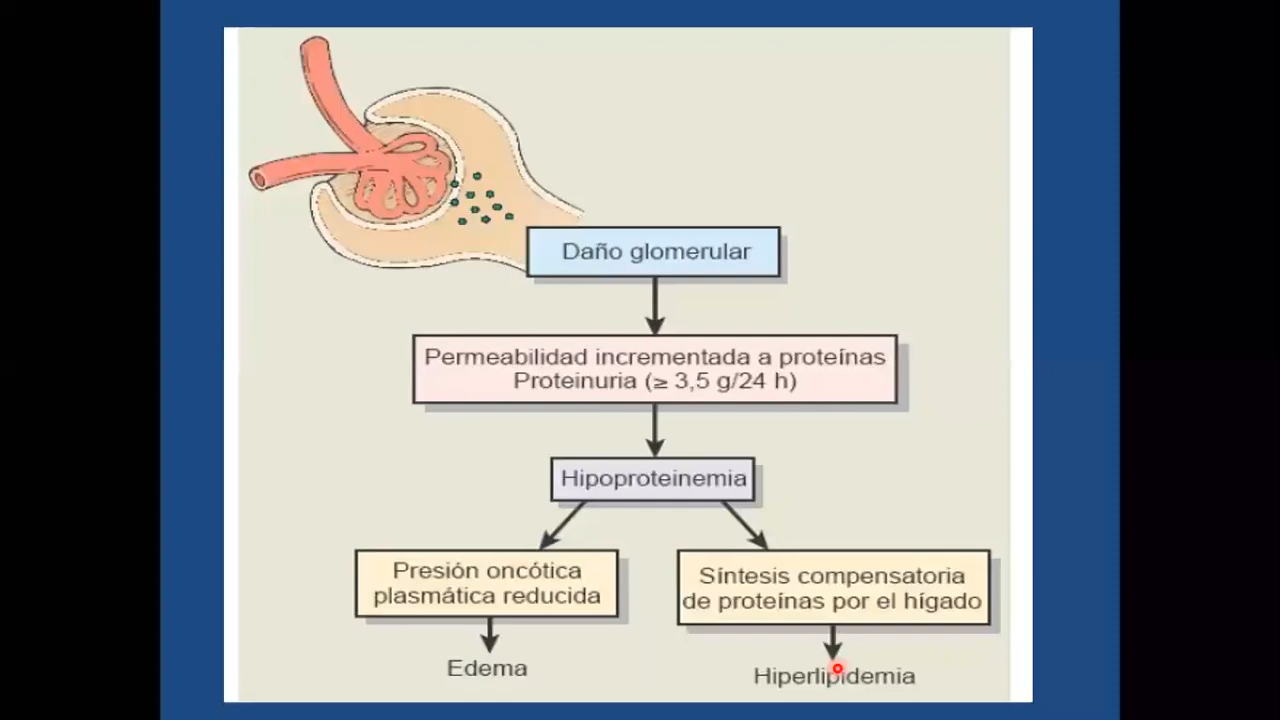 Daño glomerular
Permeabilidad incrementada a proteínas
Proteinuria (≥ 3,5 g/24 h)
Hipoproteinemia
Presión oncótica
plasmática reducida
Síntesis compensatoria
de proteínas por el hígado
Edema
Hiperlipidemia